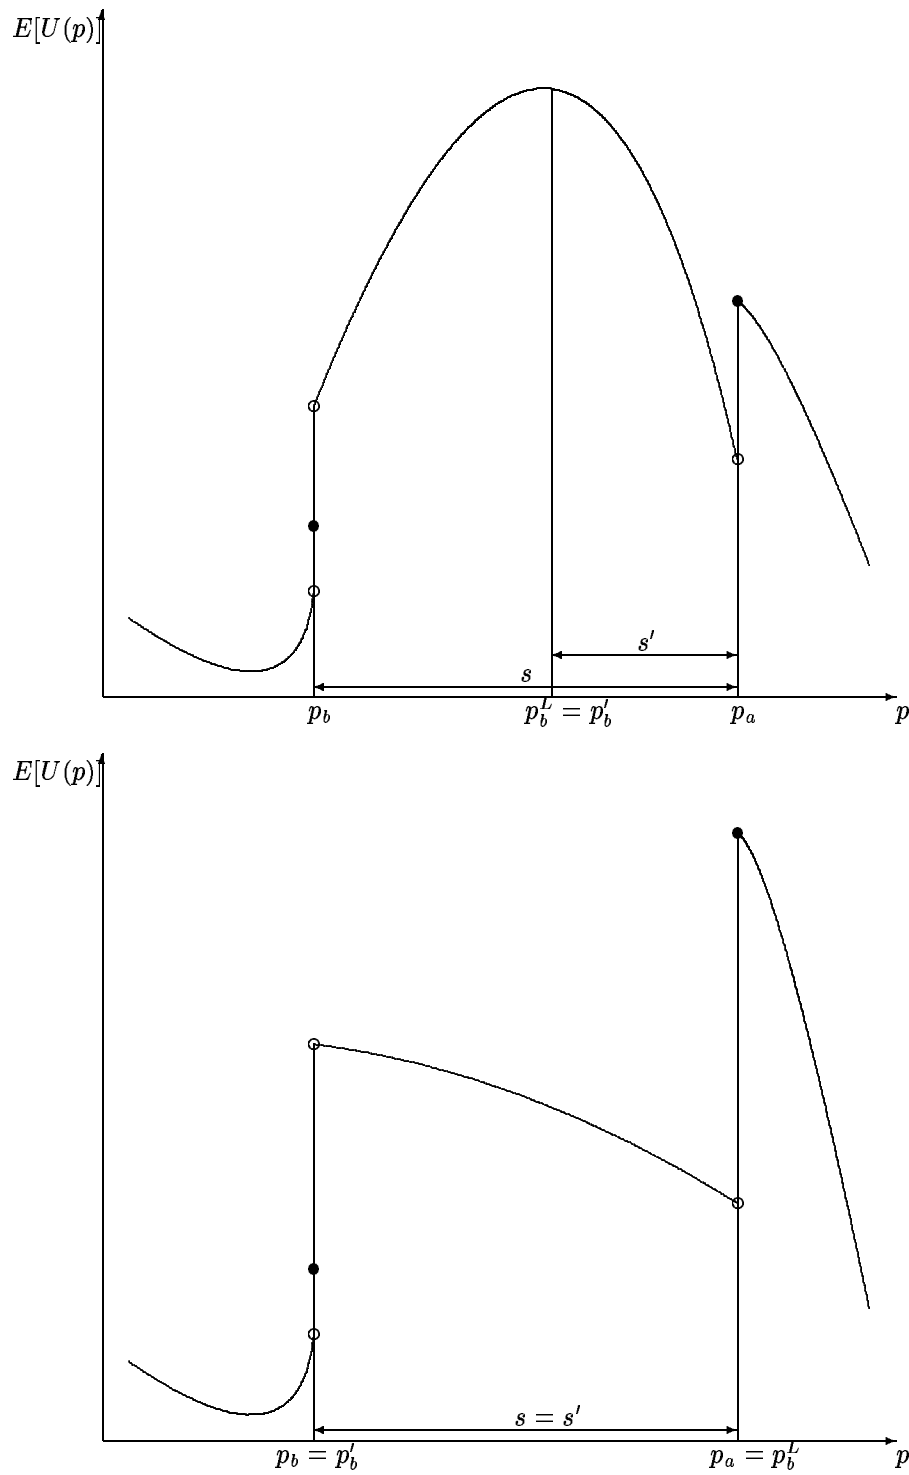 E[U(p)]
s′
s
p_b
p_b^L = p_b′
p_a
p
E[U(p)]
s = s′
p_b = p_b′
p_a = p_b^L
p